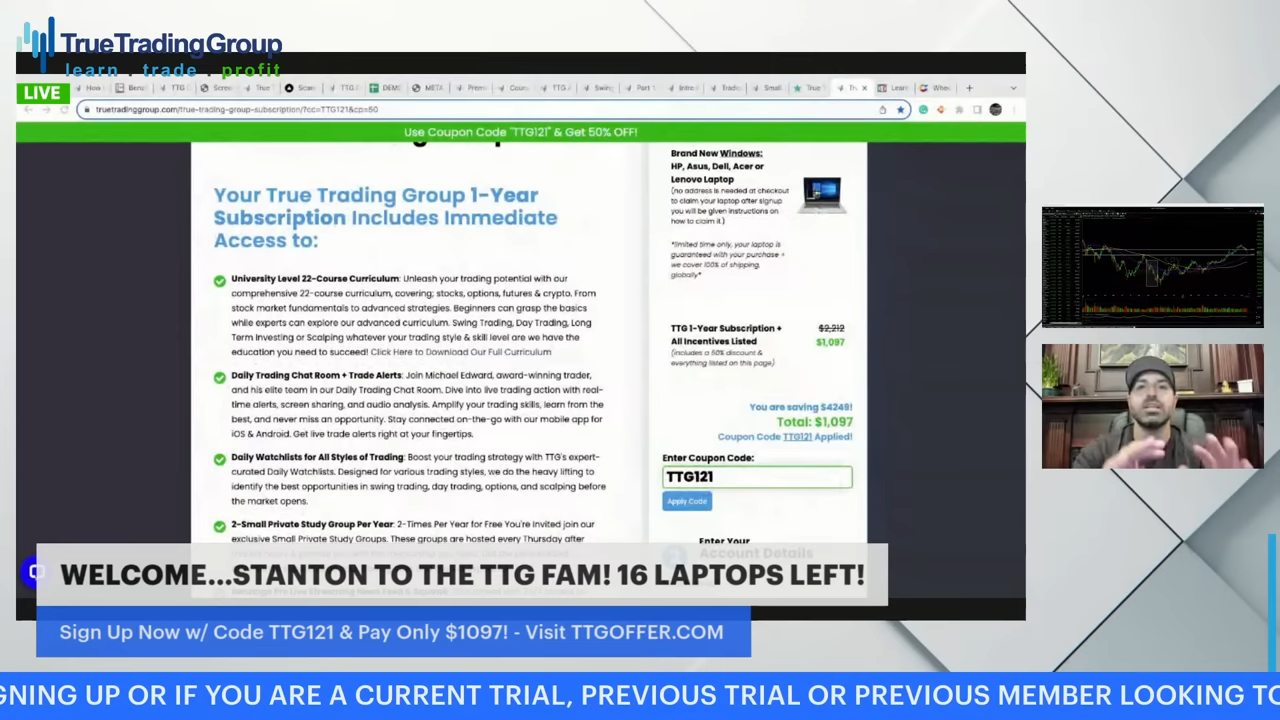 TrueTradingGroup
learn . trade . profit
LIVE
truetradinggroup.com/true-trading-group-subscription/?cc=TTG121&cp=50
Use Coupon Code "TTG121" & Get 50% OFF!
Your True Trading Group 1-Year
Subscription Includes Immediate
Access to:
University Level 22-Course Curriculum: Unleash your trading potential with our
comprehensive 22-course curriculum, covering; stocks, options, futures & crypto. From
stock market fundamentals to advanced strategies. Beginners can grasp the basics
while experts can explore our advanced curriculum. Swing Trading, Day Trading, Long
Term Investing or Scalping whatever your trading style & skill level are we have the
education you need to succeed! Click Here to Download Our Full Curriculum
Daily Trading Chat Room + Trade Alerts: Join Michael Edward, award-winning trader,
and his elite team in our Daily Trading Chat Room. Dive into live trading action with real-
time alerts, screen sharing, and audio analysis. Amplify your trading skills, learn from the
best, and never miss an opportunity. Stay connected on-the-go with our mobile app for
iOS & Android. Get live trade alerts right at your fingertips.
Daily Watchlists for All Styles of Trading: Boost your trading strategy with TTG's expert-
curated Daily Watchlists. Designed for various trading styles, we do the heavy lifting to
identify the best opportunities in swing trading, day trading, options, and scalping before
the market opens.
2-Small Private Study Group Per Year: 2-Times Per Year for Free You're Invited join our
exclusive Small Private Study Groups. These groups are hosted every Thursday after
Brand New Windows:
HP, Asus, Dell, Acer or
Lenovo Laptop
(no address is needed at checkout
to claim your laptop after signup
you will be given instructions on
how to claim it.)
*limited time only, your laptop is
guaranteed with your purchase +
we cover 100% of shipping,
globally*
TTG 1-Year Subscription + $2,212
All Incentives Listed $1,097
(includes a 50% discount &
everything listed on this page)
You are saving $4249!
Total: $1,097
Coupon Code TTG121 Applied!
Enter Coupon Code:
TTG121
Apply Code
Enter Your
Account Details
WELCOME...STANTON TO THE TTG FAM! 16 LAPTOPS LEFT!
Sign Up Now w/ Code TTG121 & Pay Only $1097! - Visit TTGOFFER.COM
GNING UP OR IF YOU ARE A CURRENT TRIAL, PREVIOUS TRIAL OR PREVIOUS MEMBER LOOKING TO